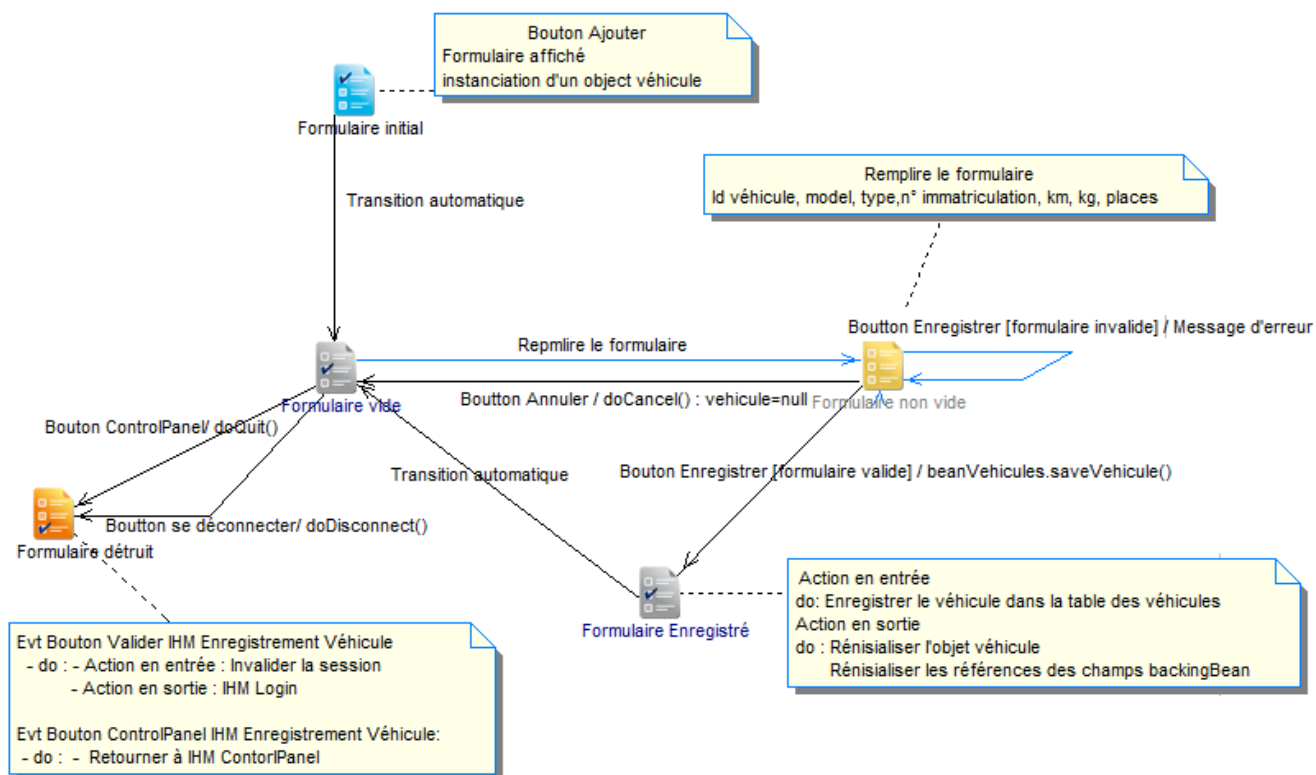 Bouton Ajouter
Formulaire affiché
instanciation d'un object véhicule
Formulaire initial
Transition automatique
Remplire le formulaire
Id véhicule, model, type,n° immatriculation, km, kg, places
Boutton Enregistrer [formulaire invalide] / Message d'erreur
Repmlire le formulaire
Formulaire vide
Boutton Annuler / doCancel() : vehicule=null
Formulaire non vide
Bouton ControlPanel/ doQuit()
Transition automatique
Bouton Enregistrer [formulaire valide] / beanVehicules.saveVehicule()
Boutton se déconnecter/ doDisconnect()
Formulaire détruit
Formulaire Enregistré
Action en entrée
do: Enregistrer le véhicule dans la table des véhicules
Action en sortie
do : Rénisialiser l'objet véhicule
Rénisialiser les références des champs backingBean
Evt Bouton Valider IHM Enregistrement Véhicule
- do : - Action en entrée : Invalider la session
- Action en sortie : IHM Login
Evt Bouton ControlPanel IHM Enregistrement Véhicule:
- do : - Retourner à IHM ContorlPanel